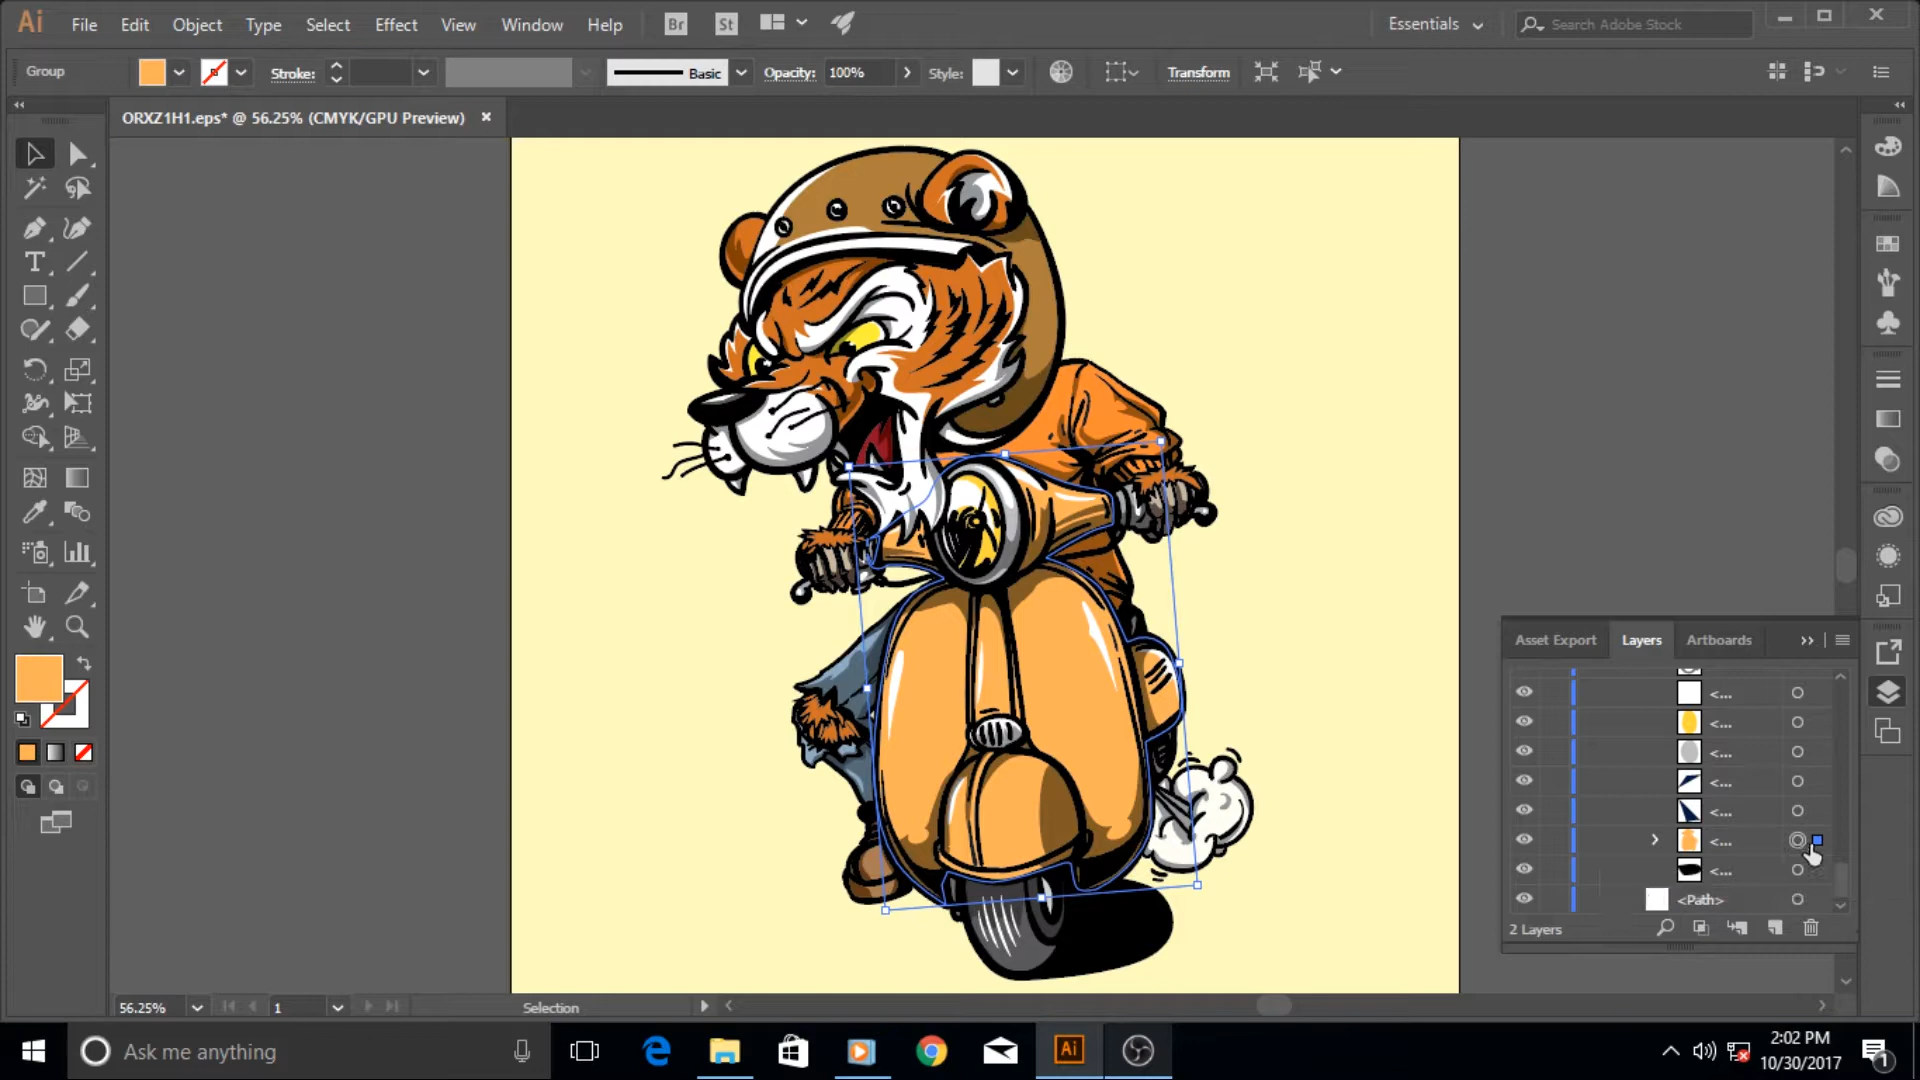 Ai File Edit Object Type Select Effect View Window Help Br St Essentials Search Adobe Stock
Group Stroke: Basic Opacity: 100% Style: Transform
ORXZ1H1.eps* @ 56.25% (CMYK/GPU Preview)
Asset Export Layers Artboards
<...
<...
<...
<...
<...
<...
<...
<Path>
2 Layers
56.25% 1 Selection
Ask me anything Ai 2:02 PM
10/30/2017 1